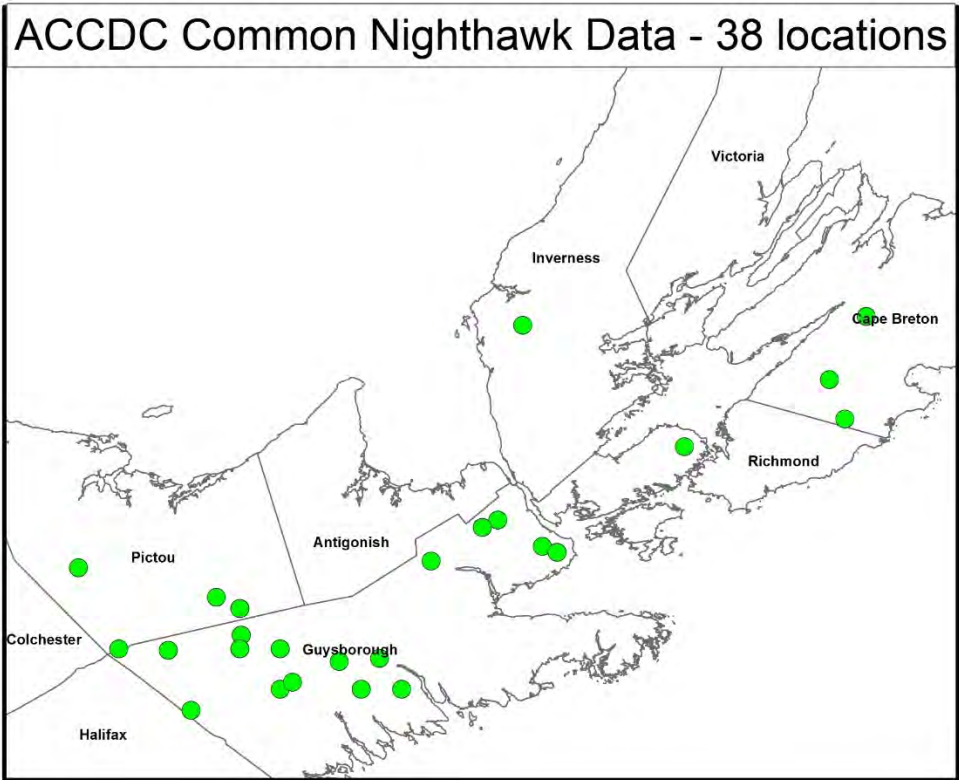 ACCDC Common Nighthawk Data - 38 locations
Victoria
Inverness
Cape Breton
Richmond
Antigonish
Pictou
Colchester
Guysborough
Halifax